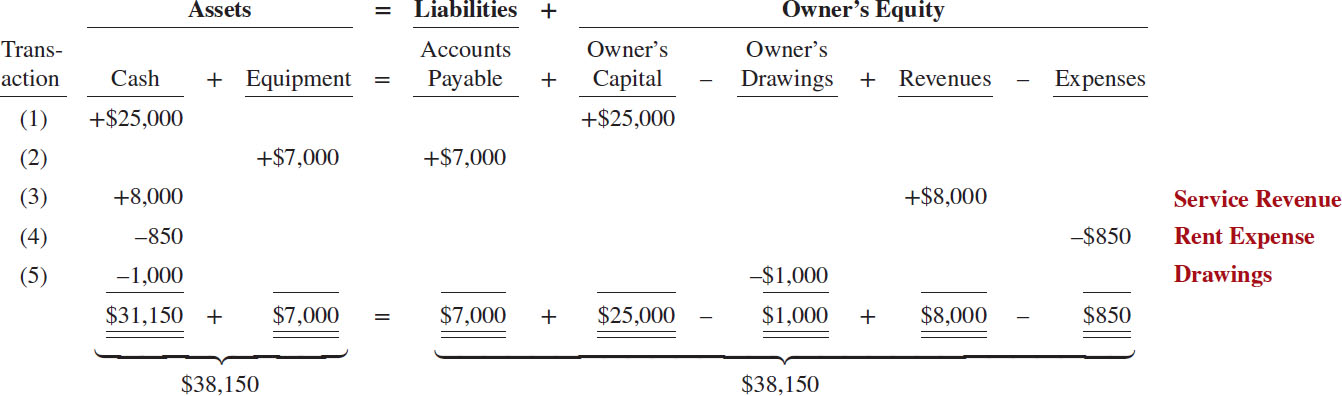 Assets = Liabilities + Owner’s Equity
Trans- Accounts Owner’s Owner’s
action Cash + Equipment = Payable + Capital – Drawings + Revenues – Expenses
(1) +$25,000 +$25,000
(2) +$7,000 +$7,000
(3) +8,000 +$8,000 Service Revenue
(4) –850 –$850 Rent Expense
(5) –1,000 –$1,000 Drawings
$31,150 + $7,000 = $7,000 + $25,000 – $1,000 + $8,000 – $850
$38,150 $38,150